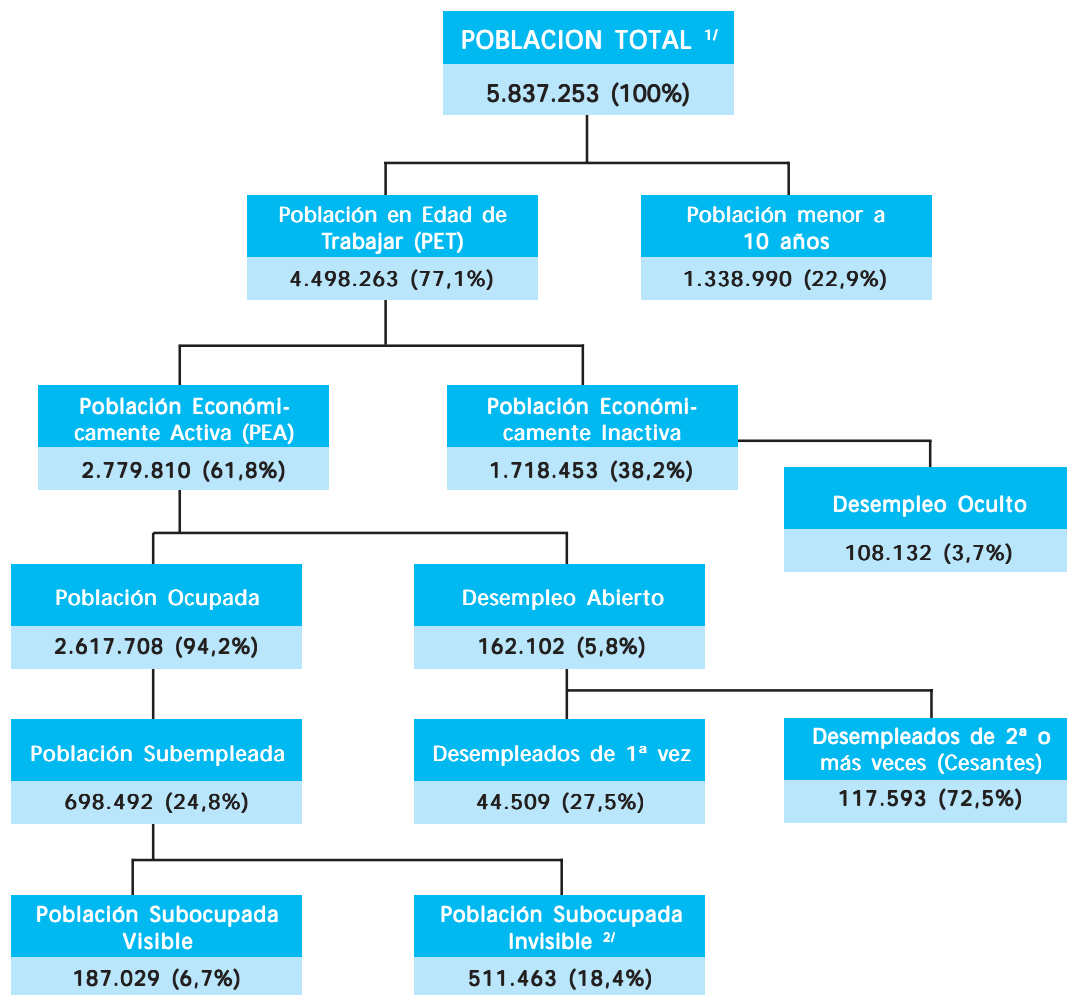 POBLACION TOTAL 1/
5.837.253 (100%)
Población en Edad de
Trabajar (PET)
4.498.263 (77,1%)
Población menor a
10 años
1.338.990 (22,9%)
Población Económi-
camente Activa (PEA)
2.779.810 (61,8%)
Población Económi-
camente Inactiva
1.718.453 (38,2%)
Desempleo Oculto
108.132 (3,7%)
Población Ocupada
2.617.708 (94,2%)
Desempleo Abierto
162.102 (5,8%)
Población Subempleada
698.492 (24,8%)
Desempleados de 1ª vez
44.509 (27,5%)
Desempleados de 2ª o
más veces (Cesantes)
117.593 (72,5%)
Población Subocupada
Visible
187.029 (6,7%)
Población Subocupada
Invisible 2/
511.463 (18,4%)